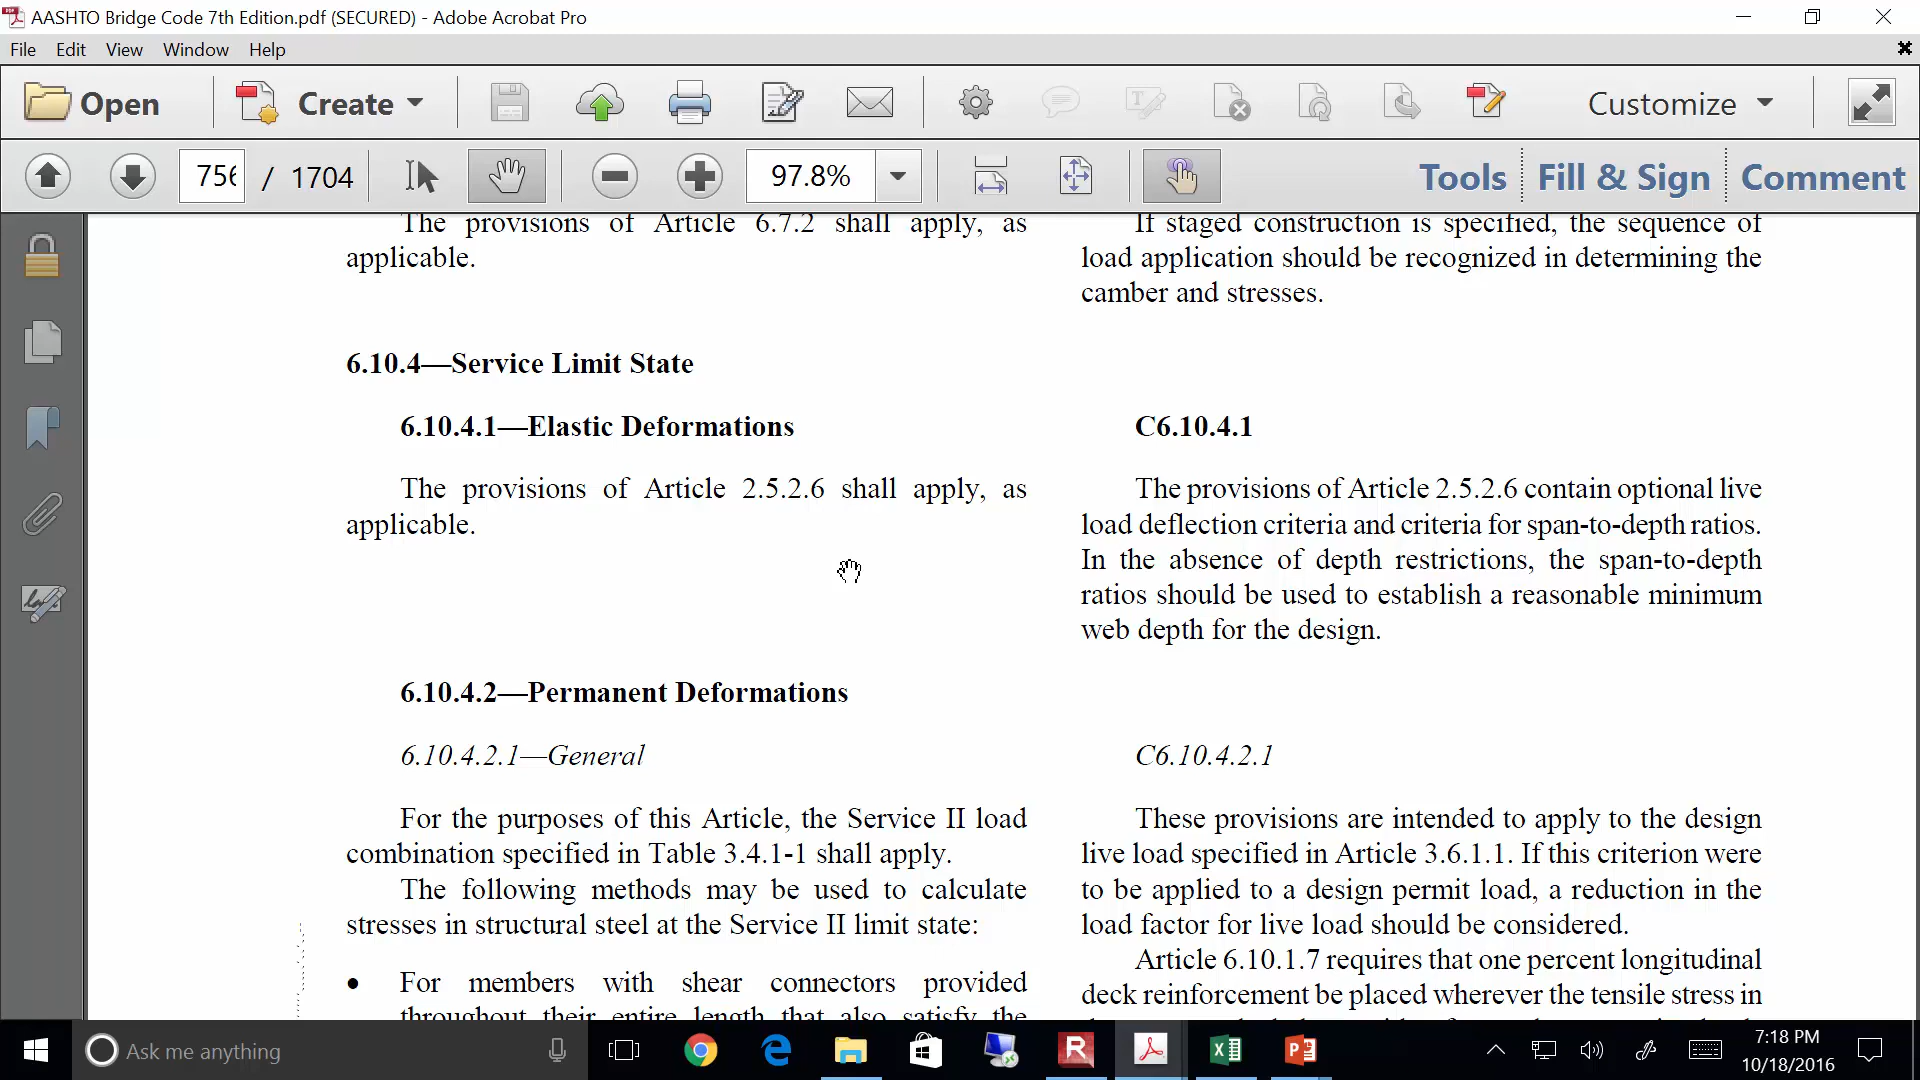 AASHTO Bridge Code 7th Edition.pdf (SECURED) - Adobe Acrobat Pro
File Edit View Window Help
Open Create Customize
756 / 1704 97.8% Tools Fill & Sign Comment
The provisions of Article 6.7.2 shall apply, as
applicable.
If staged construction is specified, the sequence of
load application should be recognized in determining the
camber and stresses.
6.10.4—Service Limit State
6.10.4.1—Elastic Deformations
The provisions of Article 2.5.2.6 shall apply, as
applicable.
C6.10.4.1
The provisions of Article 2.5.2.6 contain optional live
load deflection criteria and criteria for span-to-depth ratios.
In the absence of depth restrictions, the span-to-depth
ratios should be used to establish a reasonable minimum
web depth for the design.
6.10.4.2—Permanent Deformations
6.10.4.2.1—General
For the purposes of this Article, the Service II load
combination specified in Table 3.4.1-1 shall apply.
The following methods may be used to calculate
stresses in structural steel at the Service II limit state:
• For members with shear connectors provided
throughout their entire length that also satisfy the
C6.10.4.2.1
These provisions are intended to apply to the design
live load specified in Article 3.6.1.1. If this criterion were
to be applied to a design permit load, a reduction in the
load factor for live load should be considered.
Article 6.10.1.7 requires that one percent longitudinal
deck reinforcement be placed wherever the tensile stress in
Ask me anything
7:18 PM
10/18/2016